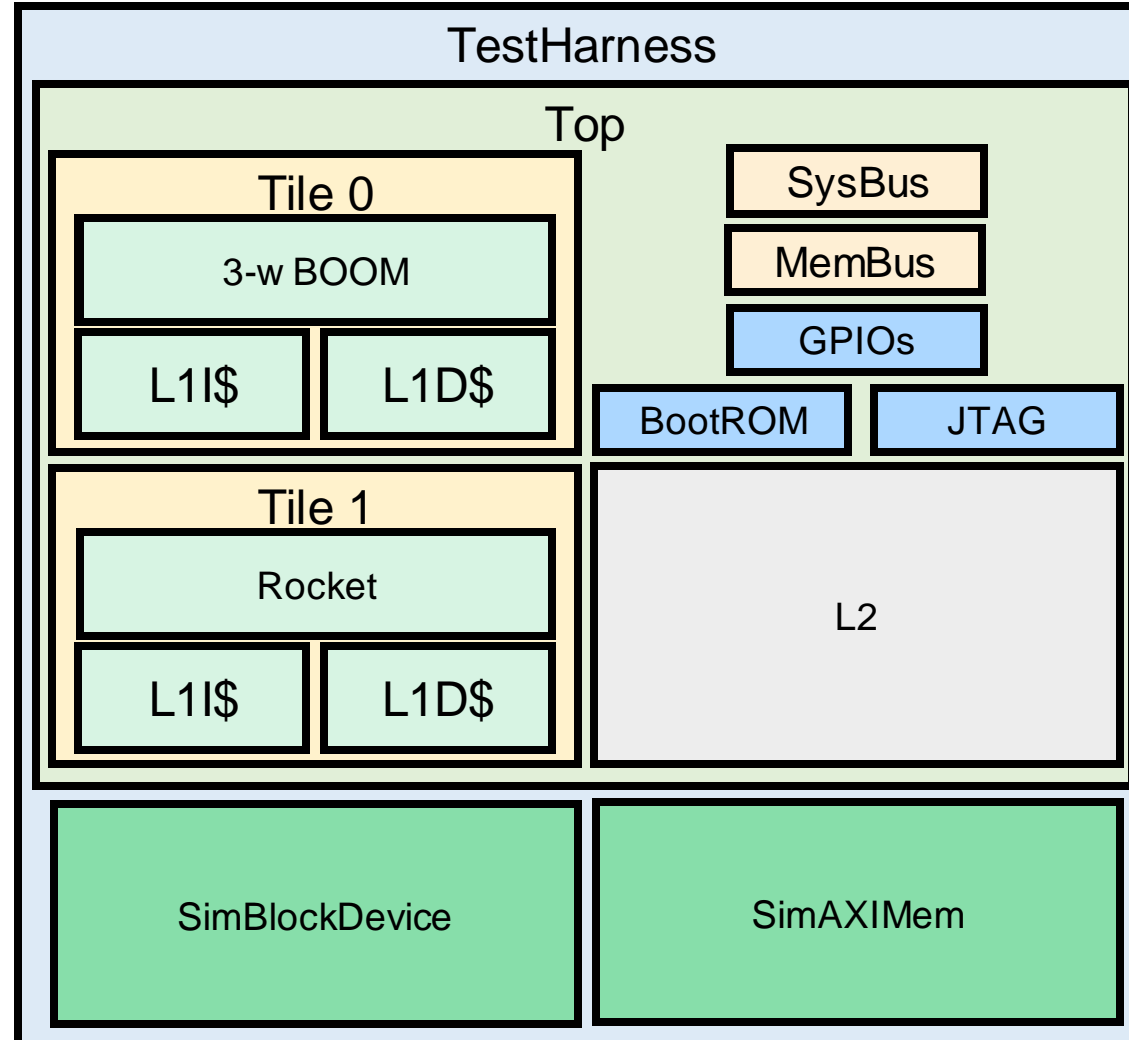 TestHarness
Top
Tile 0
3-w BOOM
L1I$
L1D$
Tile 1
Rocket
L1I$
L1D$
SysBus
MemBus
GPIOs
BootROM
JTAG
L2
SimBlockDevice
SimAXIMem